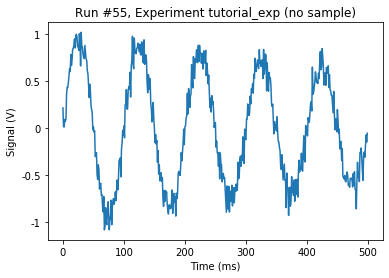 Run #55, Experiment tutorial_exp (no sample)
1
0.5
0
-0.5
-1
Signal (V)
0 100 200 300 400 500
Time (ms)